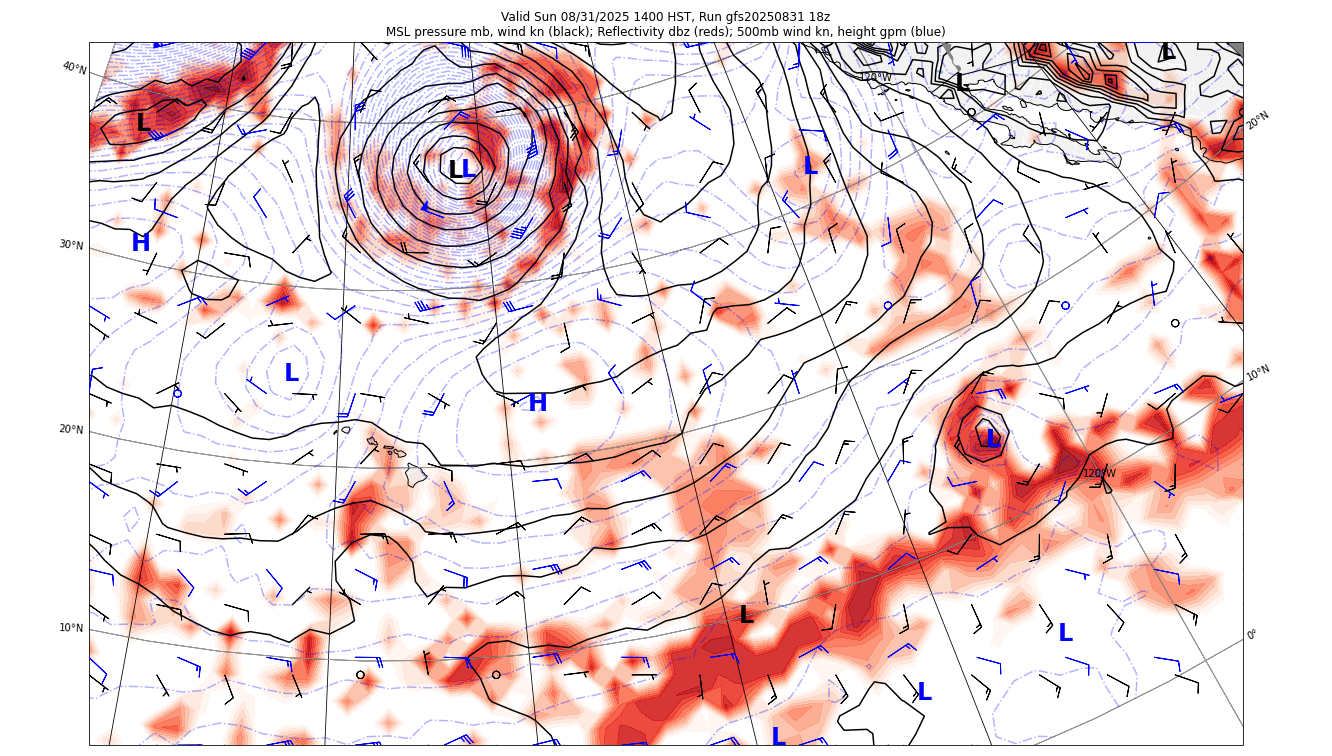 Valid Sun 08/31/2025 1400 HST, Run gfs20250831 18z
MSL pressure mb, wind kn (black); Reflectivity dbz (reds); 500mb wind kn, height gpm (blue)
40°N
120°W
L
L
20°N
L
L
L
L
H
30°N
L
10°N
H
20°N
L
120°W
10°N
L
L
0°
L
L